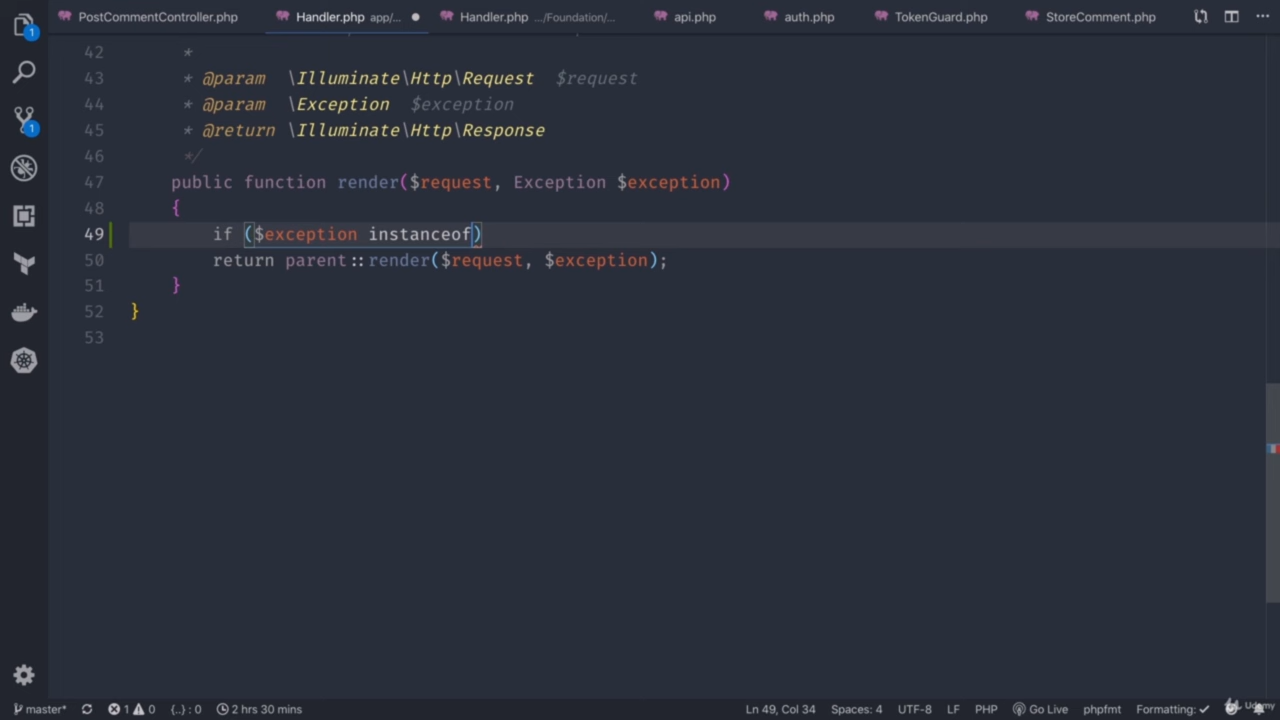 PostCommentController.php Handler.php app/... Handler.php .../Foundation/... api.php auth.php TokenGuard.php StoreComment.php
1
1
42 *
43 * @param \Illuminate\Http\Request $request
44 * @param \Exception $exception
45 * @return \Illuminate\Http\Response
46 */
47 public function render($request, Exception $exception)
48 {
49 if ($exception instanceof)
50 return parent::render($request, $exception);
51 }
52 }
53
master* 1 0 {..} : 0 2 hrs 30 mins Ln 49, Col 34 Spaces: 4 UTF-8 LF PHP Go Live phpfmt Formatting: ✓
Udemy